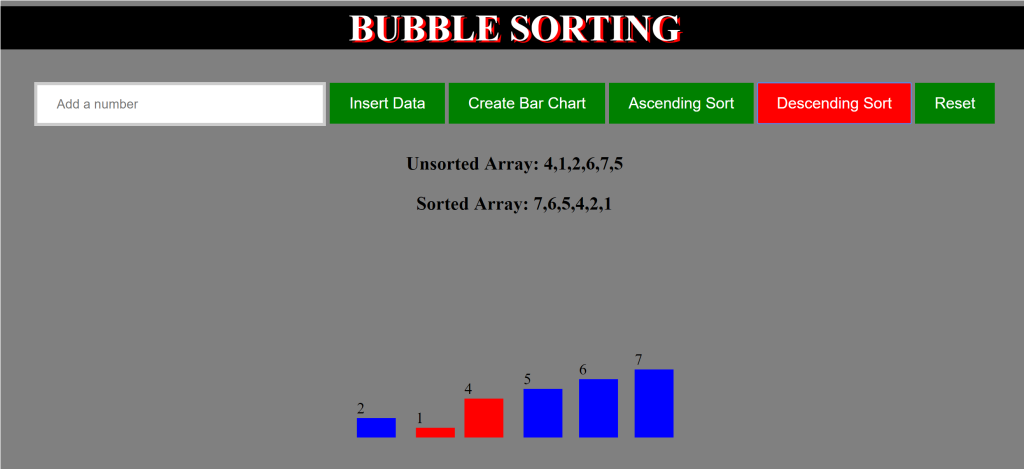 BUBBLE SORTING
Add a number Insert Data Create Bar Chart Ascending Sort Descending Sort Reset
Unsorted Array: 4,1,2,6,7,5
Sorted Array: 7,6,5,4,2,1
2 1 4 5 6 7